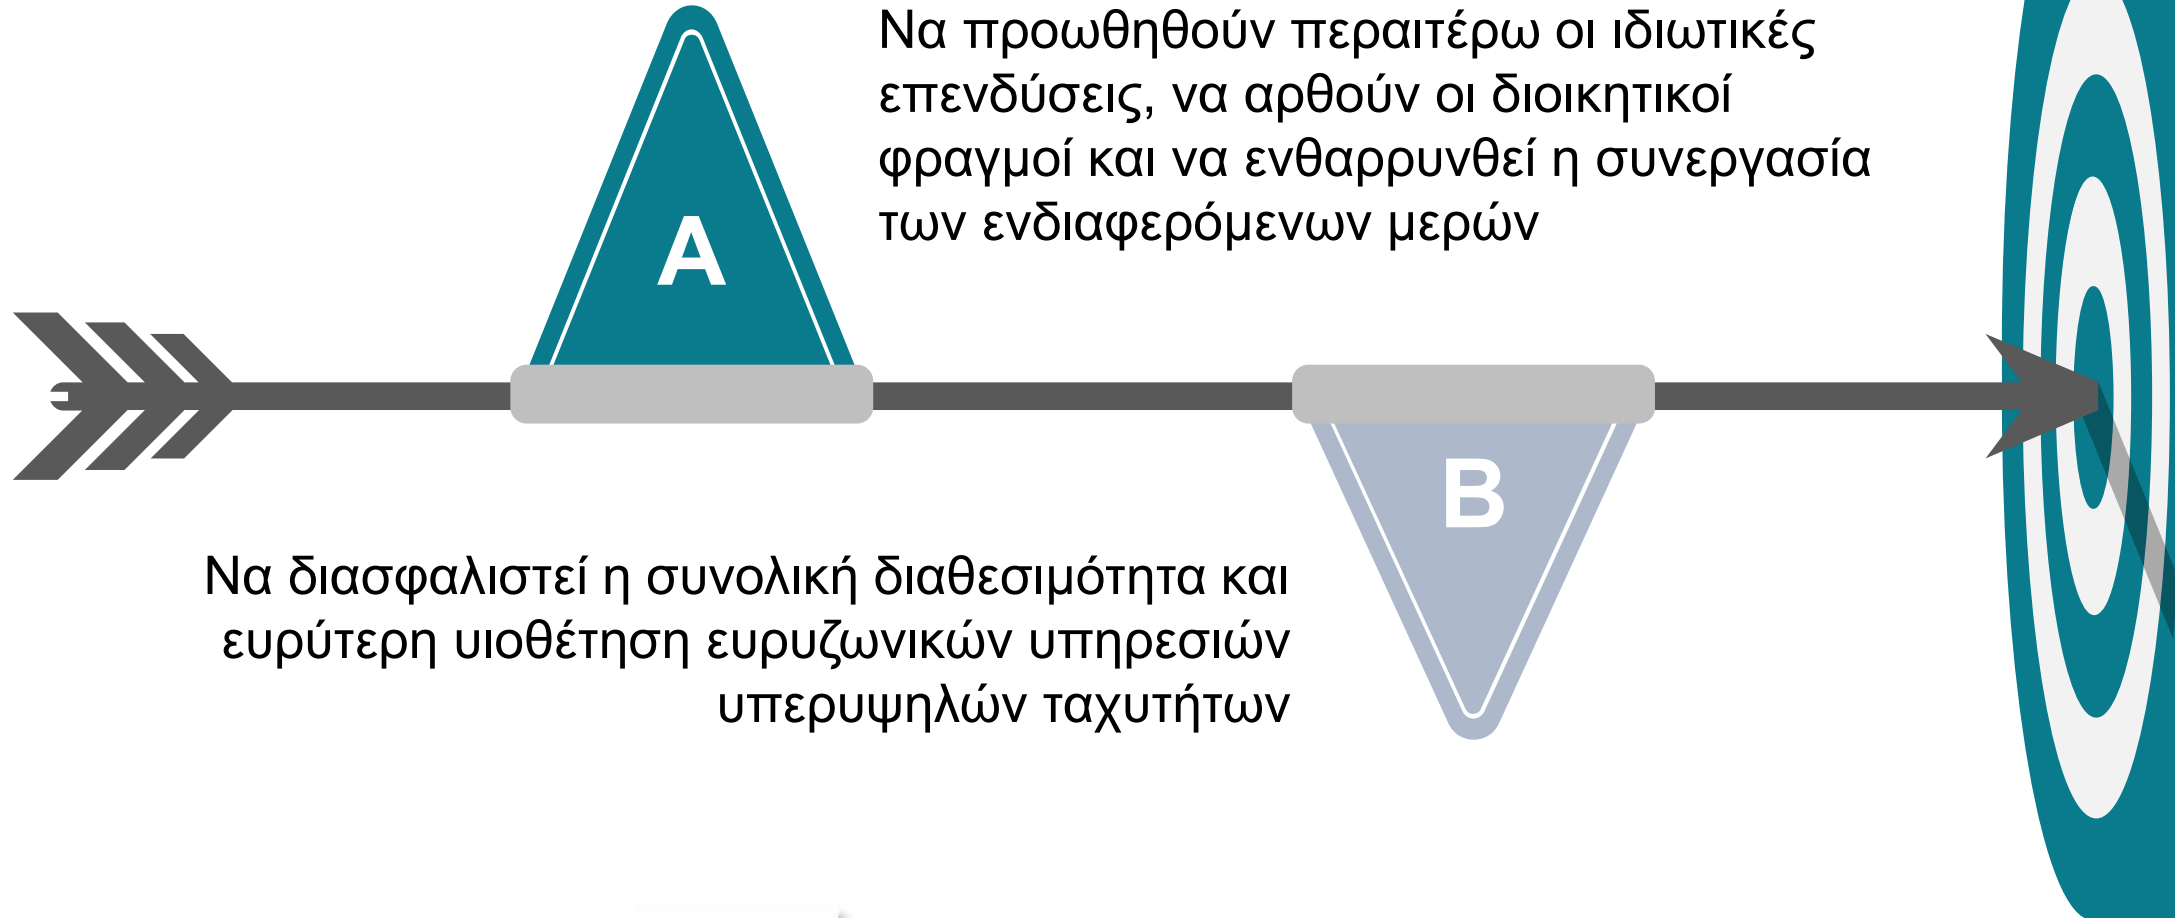 Να προωθηθούν περαιτέρω οι ιδιωτικές
επενδύσεις, να αρθούν οι διοικητικοί
φραγμοί και να ενθαρρυνθεί η συνεργασία
των ενδιαφερόμενων μερών
A
B
Να διασφαλιστεί η συνολική διαθεσιμότητα και
ευρύτερη υιοθέτηση ευρυζωνικών υπηρεσιών
υπερυψηλών ταχυτήτων